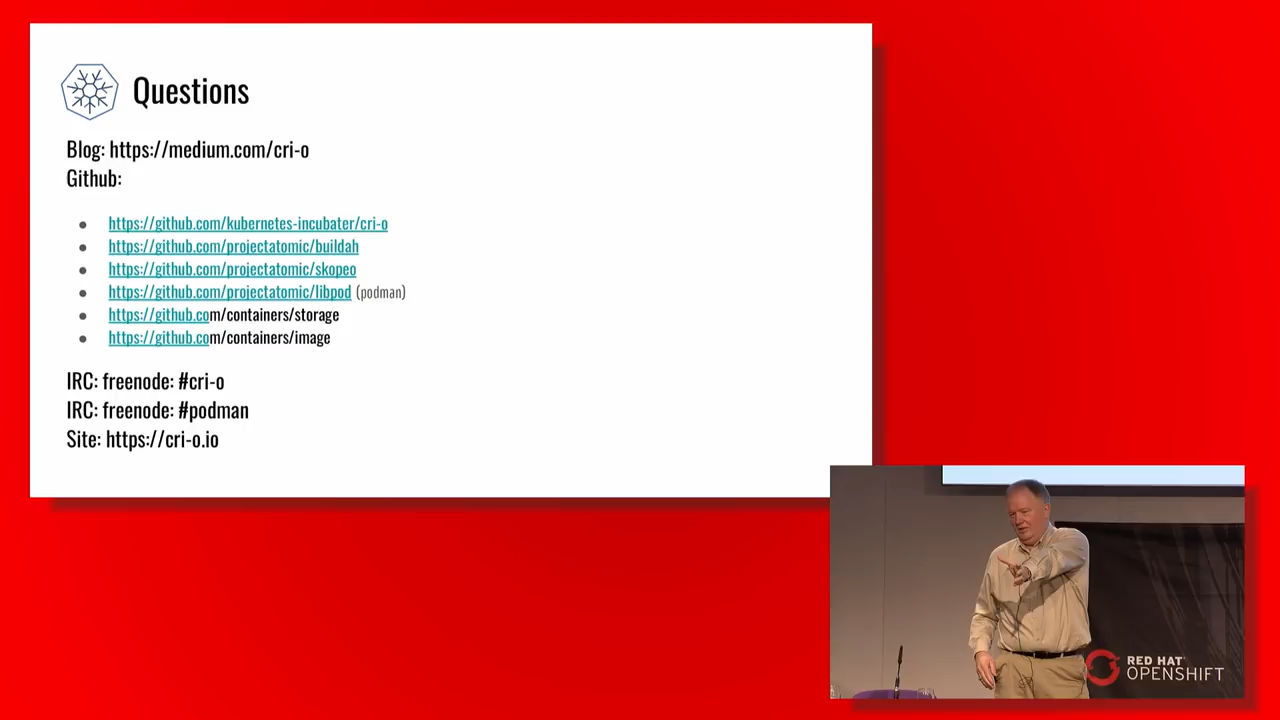 Questions
Blog: https://medium.com/cri-o
Github:
https://github.com/kubernetes-incubater/cri-o
https://github.com/projectatomic/buildah
https://github.com/projectatomic/skopeo
https://github.com/projectatomic/libpod (podman)
https://github.com/containers/storage
https://github.com/containers/image
IRC: freenode: #cri-o
IRC: freenode: #podman
Site: https://cri-o.io
RED HAT
OPENSHIFT